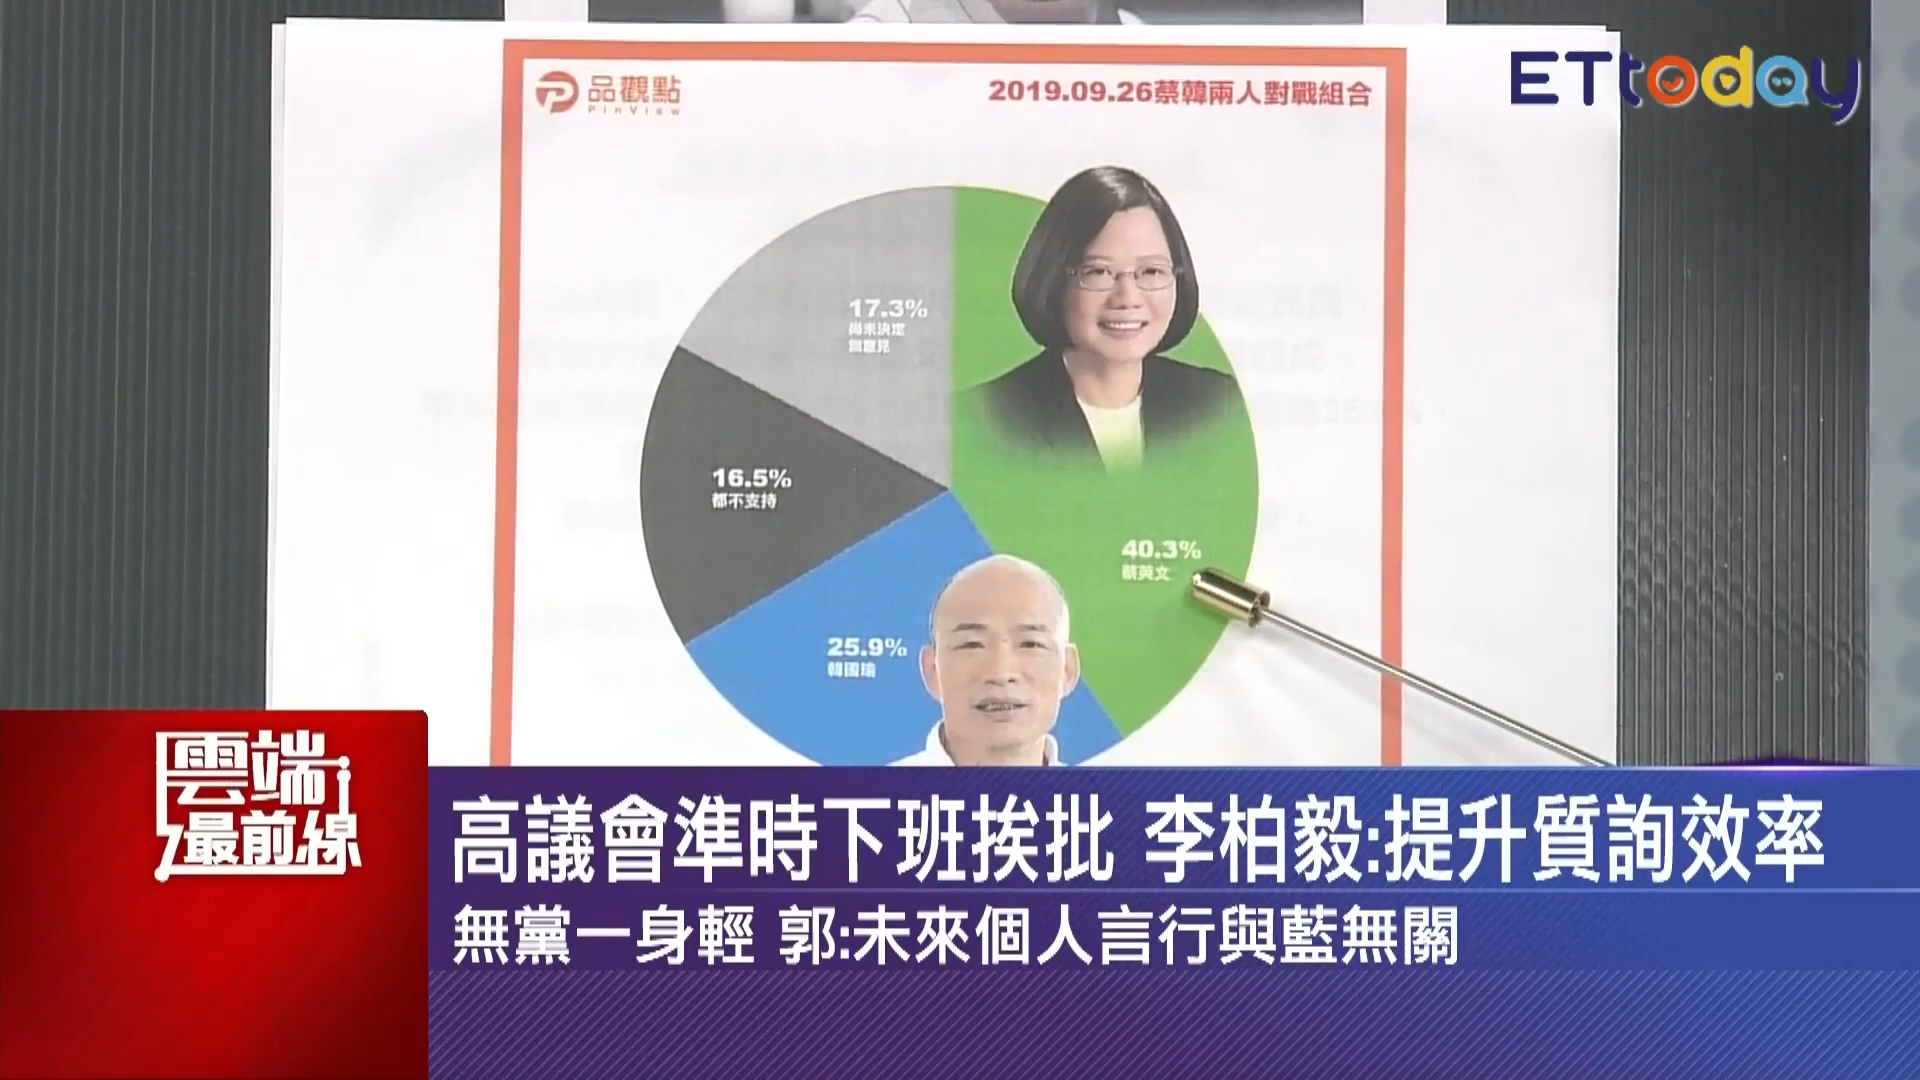 品觀點
PinView
2019.09.26蔡韓兩人對戰組合
ETtoday
17.3%
尚未決定
無意見
16.5%
都不支持
40.3%
蔡英文
25.9%
韓國瑜
雲端
最前線
高議會準時下班挨批 李柏毅:提升質詢效率
無黨一身輕 郭:未來個人言行與藍無關